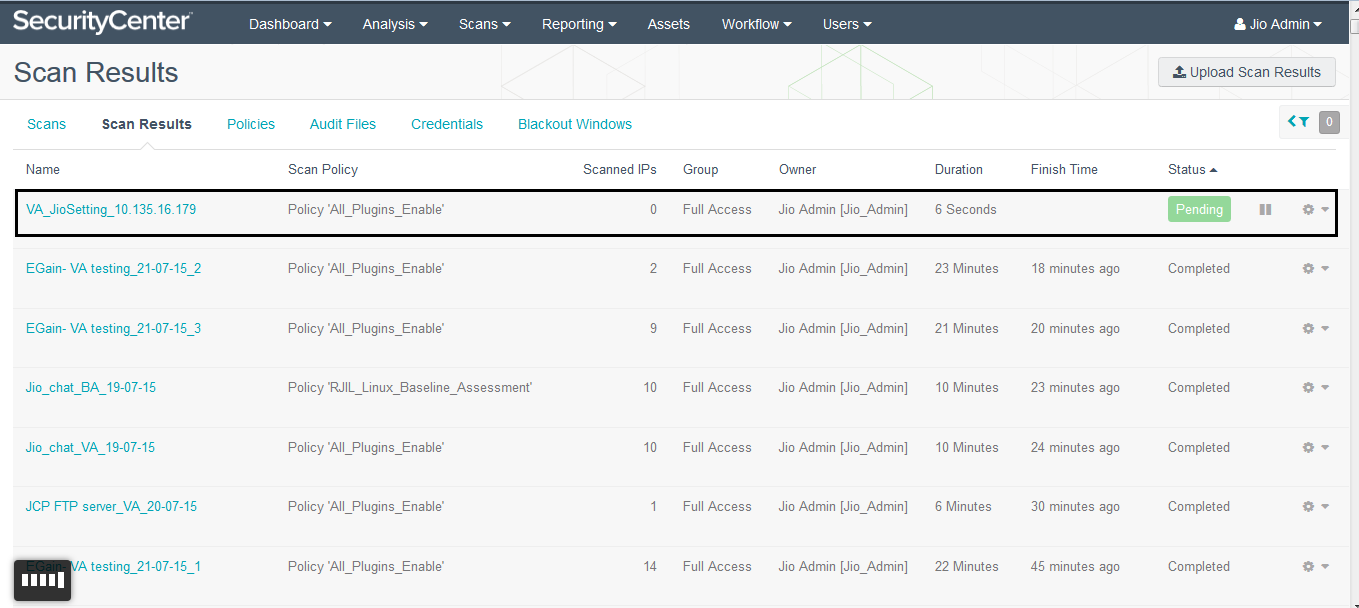 SecurityCenter™ Dashboard Analysis Scans Reporting Assets Workflow Users Jio Admin
Scan Results Upload Scan Results
Scans Scan Results Policies Audit Files Credentials Blackout Windows 0
Name Scan Policy Scanned IPs Group Owner Duration Finish Time Status
VA_JioSetting_10.135.16.179 Policy 'All_Plugins_Enable' 0 Full Access Jio Admin [Jio_Admin] 6 Seconds Pending
EGain- VA testing_21-07-15_2 Policy 'All_Plugins_Enable' 2 Full Access Jio Admin [Jio_Admin] 23 Minutes 18 minutes ago Completed
EGain- VA testing_21-07-15_3 Policy 'All_Plugins_Enable' 9 Full Access Jio Admin [Jio_Admin] 21 Minutes 20 minutes ago Completed
Jio_chat_BA_19-07-15 Policy 'RJIL_Linux_Baseline_Assessment' 10 Full Access Jio Admin [Jio_Admin] 10 Minutes 23 minutes ago Completed
Jio_chat_VA_19-07-15 Policy 'All_Plugins_Enable' 10 Full Access Jio Admin [Jio_Admin] 10 Minutes 24 minutes ago Completed
JCP FTP server_VA_20-07-15 Policy 'All_Plugins_Enable' 1 Full Access Jio Admin [Jio_Admin] 6 Minutes 30 minutes ago Completed
EGain- VA testing_21-07-15_1 Policy 'All_Plugins_Enable' 14 Full Access Jio Admin [Jio_Admin] 22 Minutes 45 minutes ago Completed